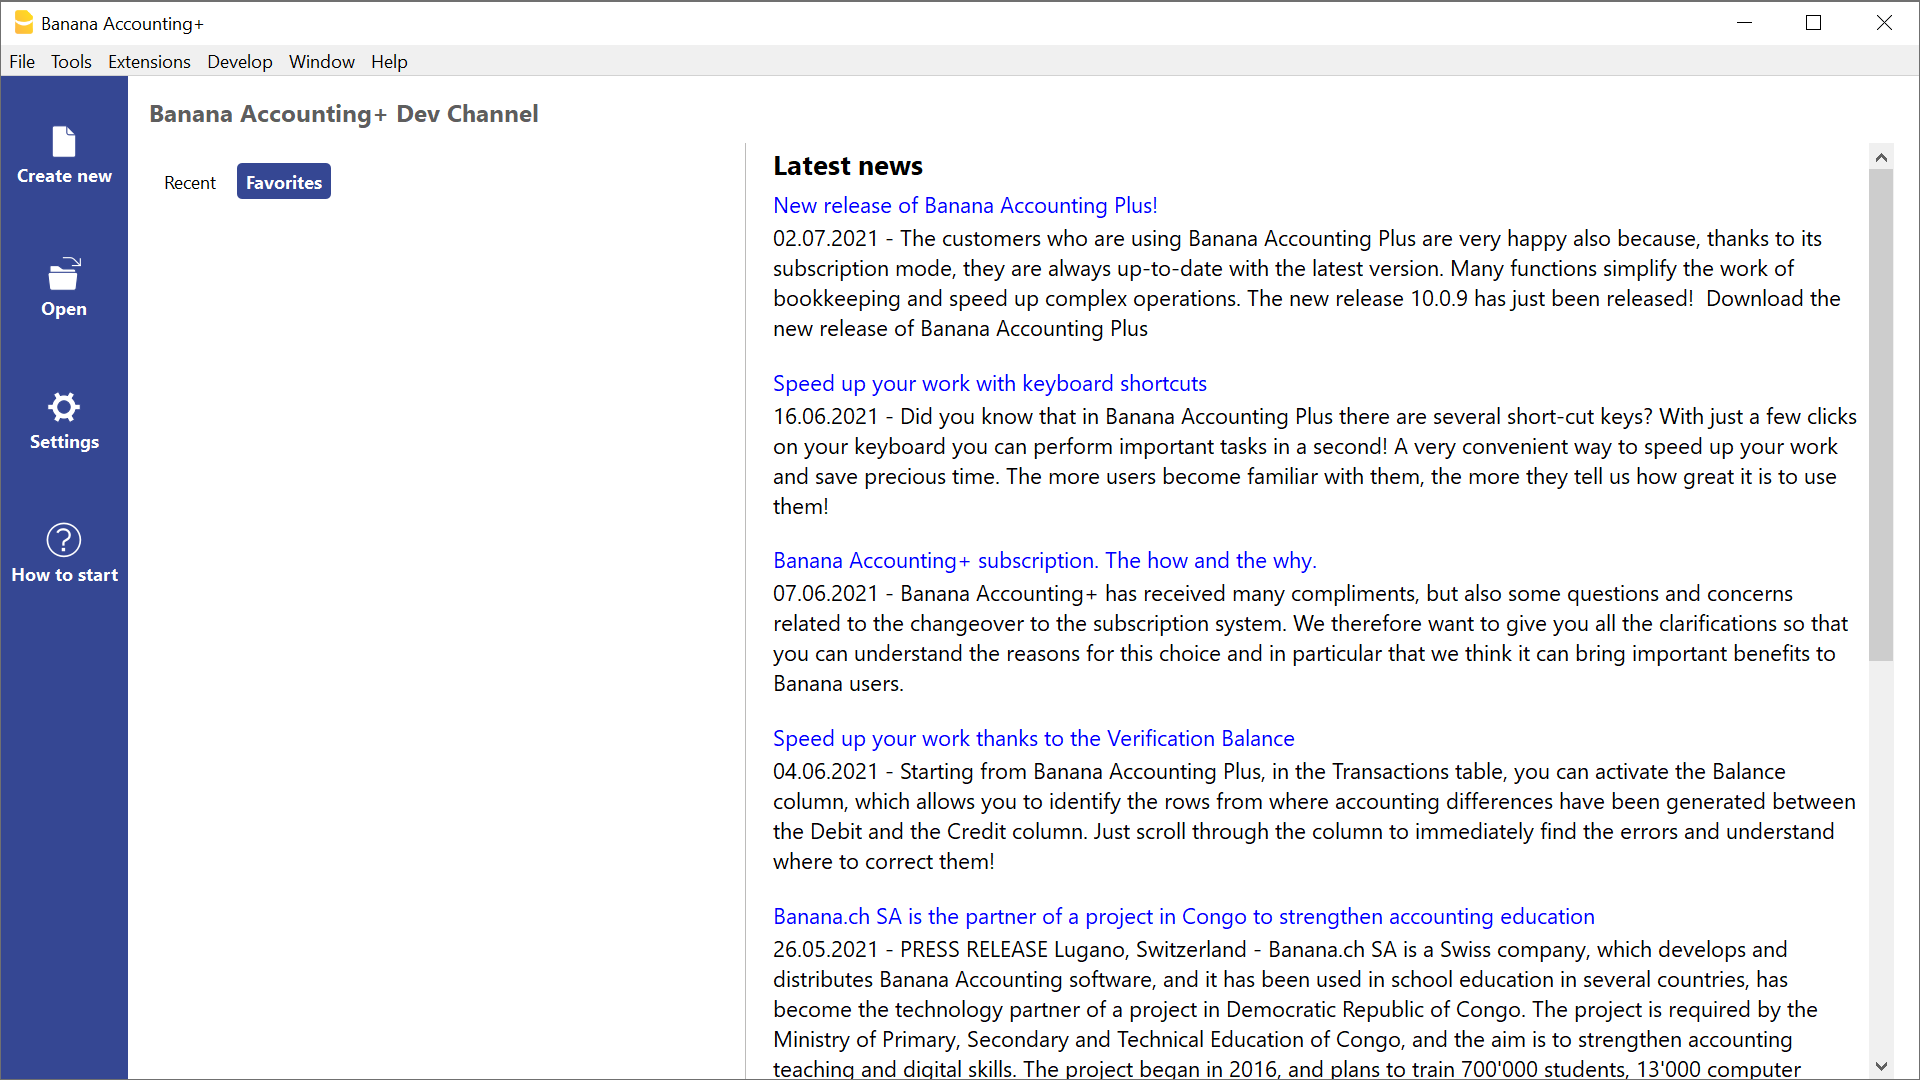 Banana Accounting+
File Tools Extensions Develop Window Help
Banana Accounting+ Dev Channel
Create new
Open
Settings
How to start
Recent Favorites
Latest news
New release of Banana Accounting Plus!
02.07.2021 - The customers who are using Banana Accounting Plus are very happy also because, thanks to its
subscription mode, they are always up-to-date with the latest version. Many functions simplify the work of
bookkeeping and speed up complex operations. The new release 10.0.9 has just been released!  Download the
new release of Banana Accounting Plus
Speed up your work with keyboard shortcuts
16.06.2021 - Did you know that in Banana Accounting Plus there are several short-cut keys? With just a few clicks
on your keyboard you can perform important tasks in a second! A very convenient way to speed up your work
and save precious time. The more users become familiar with them, the more they tell us how great it is to use
them!
Banana Accounting+ subscription. The how and the why.
07.06.2021 - Banana Accounting+ has received many compliments, but also some questions and concerns
related to the changeover to the subscription system. We therefore want to give you all the clarifications so that
you can understand the reasons for this choice and in particular that we think it can bring important benefits to
Banana users.
Speed up your work thanks to the Verification Balance
04.06.2021 - Starting from Banana Accounting Plus, in the Transactions table, you can activate the Balance
column, which allows you to identify the rows from where accounting differences have been generated between
the Debit and the Credit column. Just scroll through the column to immediately find the errors and understand
where to correct them!
Banana.ch SA is the partner of a project in Congo to strengthen accounting education
26.05.2021 - PRESS RELEASE Lugano, Switzerland - Banana.ch SA is a Swiss company, which develops and
distributes Banana Accounting software, and it has been used in school education in several countries, has
become the technology partner of a project in Democratic Republic of Congo. The project is required by the
Ministry of Primary, Secondary and Technical Education of Congo, and the aim is to strengthen accounting
teaching and digital skills. The project began in 2016, and plans to train 700'000 students, 13'000 computer